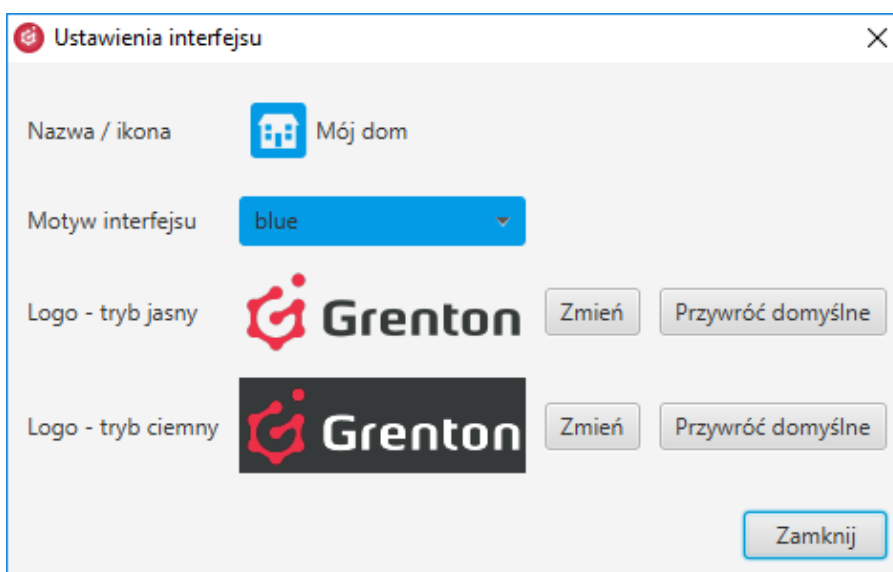 Ustawienia interfejsu
Nazwa / ikona Mój dom
Motyw interfejsu blue
Logo - tryb jasny Grenton Zmień Przywróć domyślne
Logo - tryb ciemny Grenton Zmień Przywróć domyślne
Zamknij